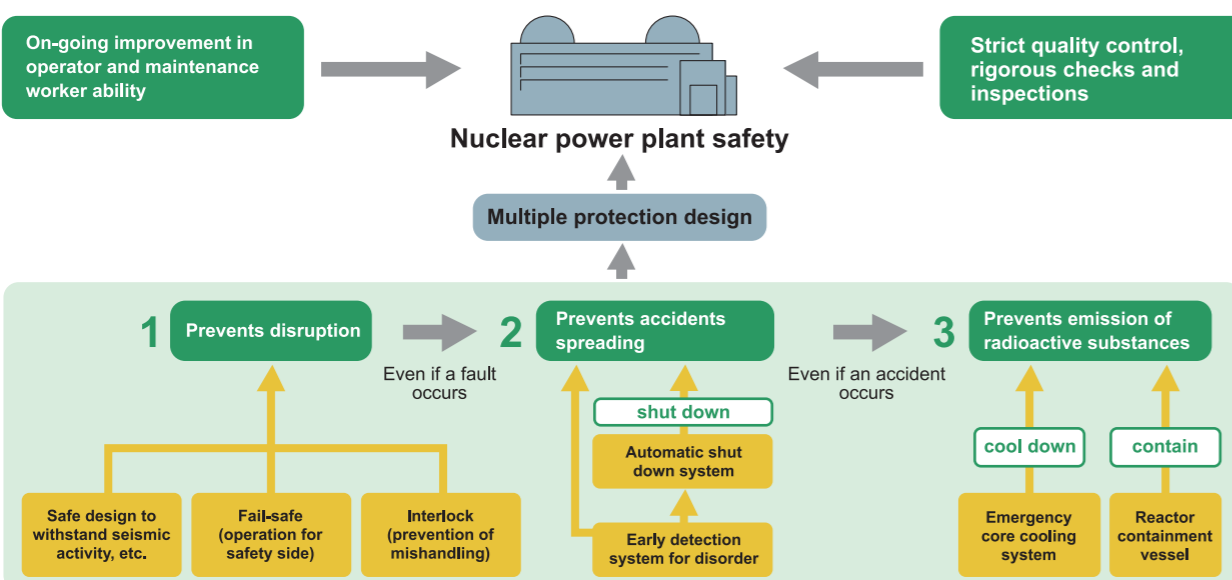 On-going improvement in
operator and maintenance
worker ability
Strict quality control,
rigorous checks and
inspections
Nuclear power plant safety
Multiple protection design
1
Prevents disruption
Even if a fault
occurs
2
Prevents accidents
spreading
Even if an accident
occurs
3
Prevents emission of
radioactive substances
shut down
Automatic shut
down system
cool down
contain
Safe design to
withstand seismic
activity, etc.
Fail-safe
(operation for
safety side)
Interlock
(prevention of
mishandling)
Early detection
system for disorder
Emergency
core cooling
system
Reactor
containment
vessel